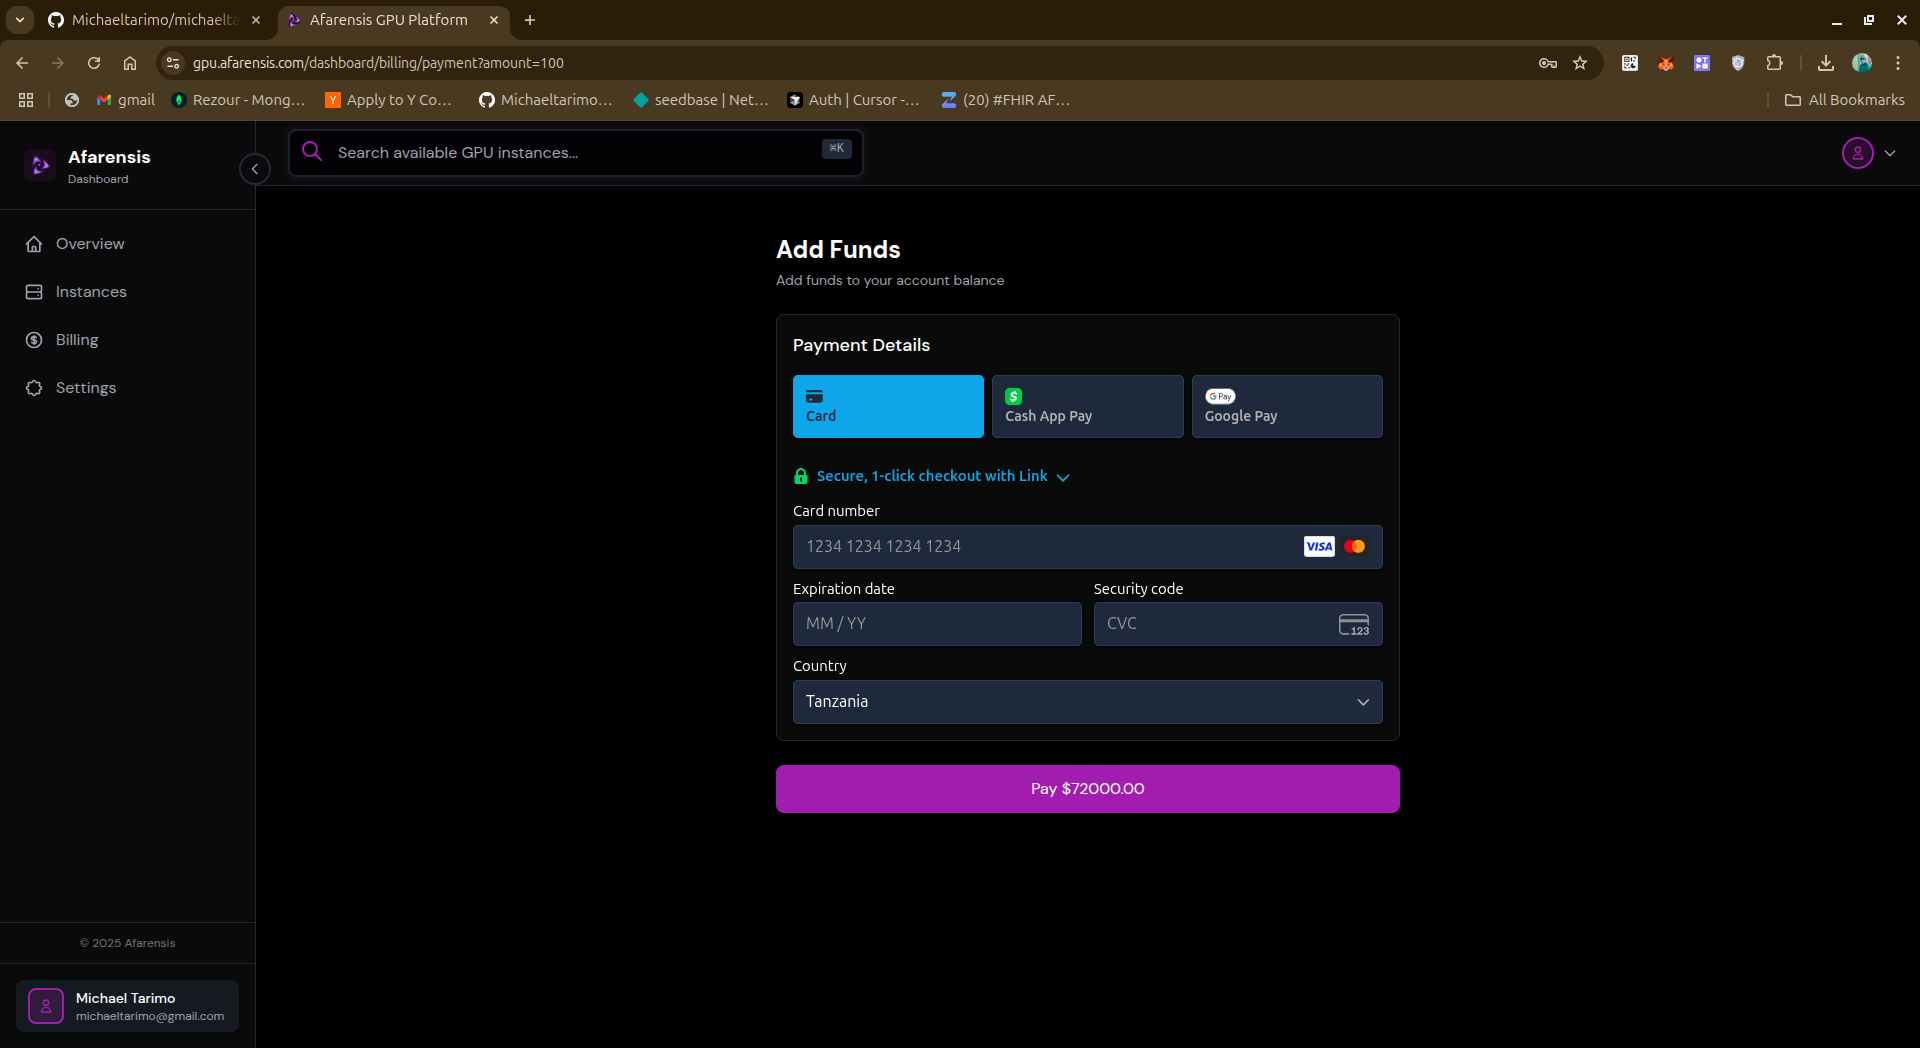 Michaeltarimo/michaelta
Afarensis GPU Platform
gpu.afarensis.com/dashboard/billing/payment?amount=100
gmail
Rezour - Mong...
Apply to Y Co...
Michaeltarimo...
seedbase | Net...
Auth | Cursor -...
(20) #FHIR AF...
All Bookmarks
Afarensis
Dashboard
Search available GPU instances...
⌘K
Overview
Instances
Billing
Settings
Add Funds
Add funds to your account balance
Payment Details
Card
Cash App Pay
G Pay
Google Pay
Secure, 1-click checkout with Link
Card number
1234 1234 1234 1234
VISA
Expiration date
Security code
MM / YY
CVC
123
Country
Tanzania
Pay $72000.00
© 2025 Afarensis
Michael Tarimo
michaeltarimo@gmail.com